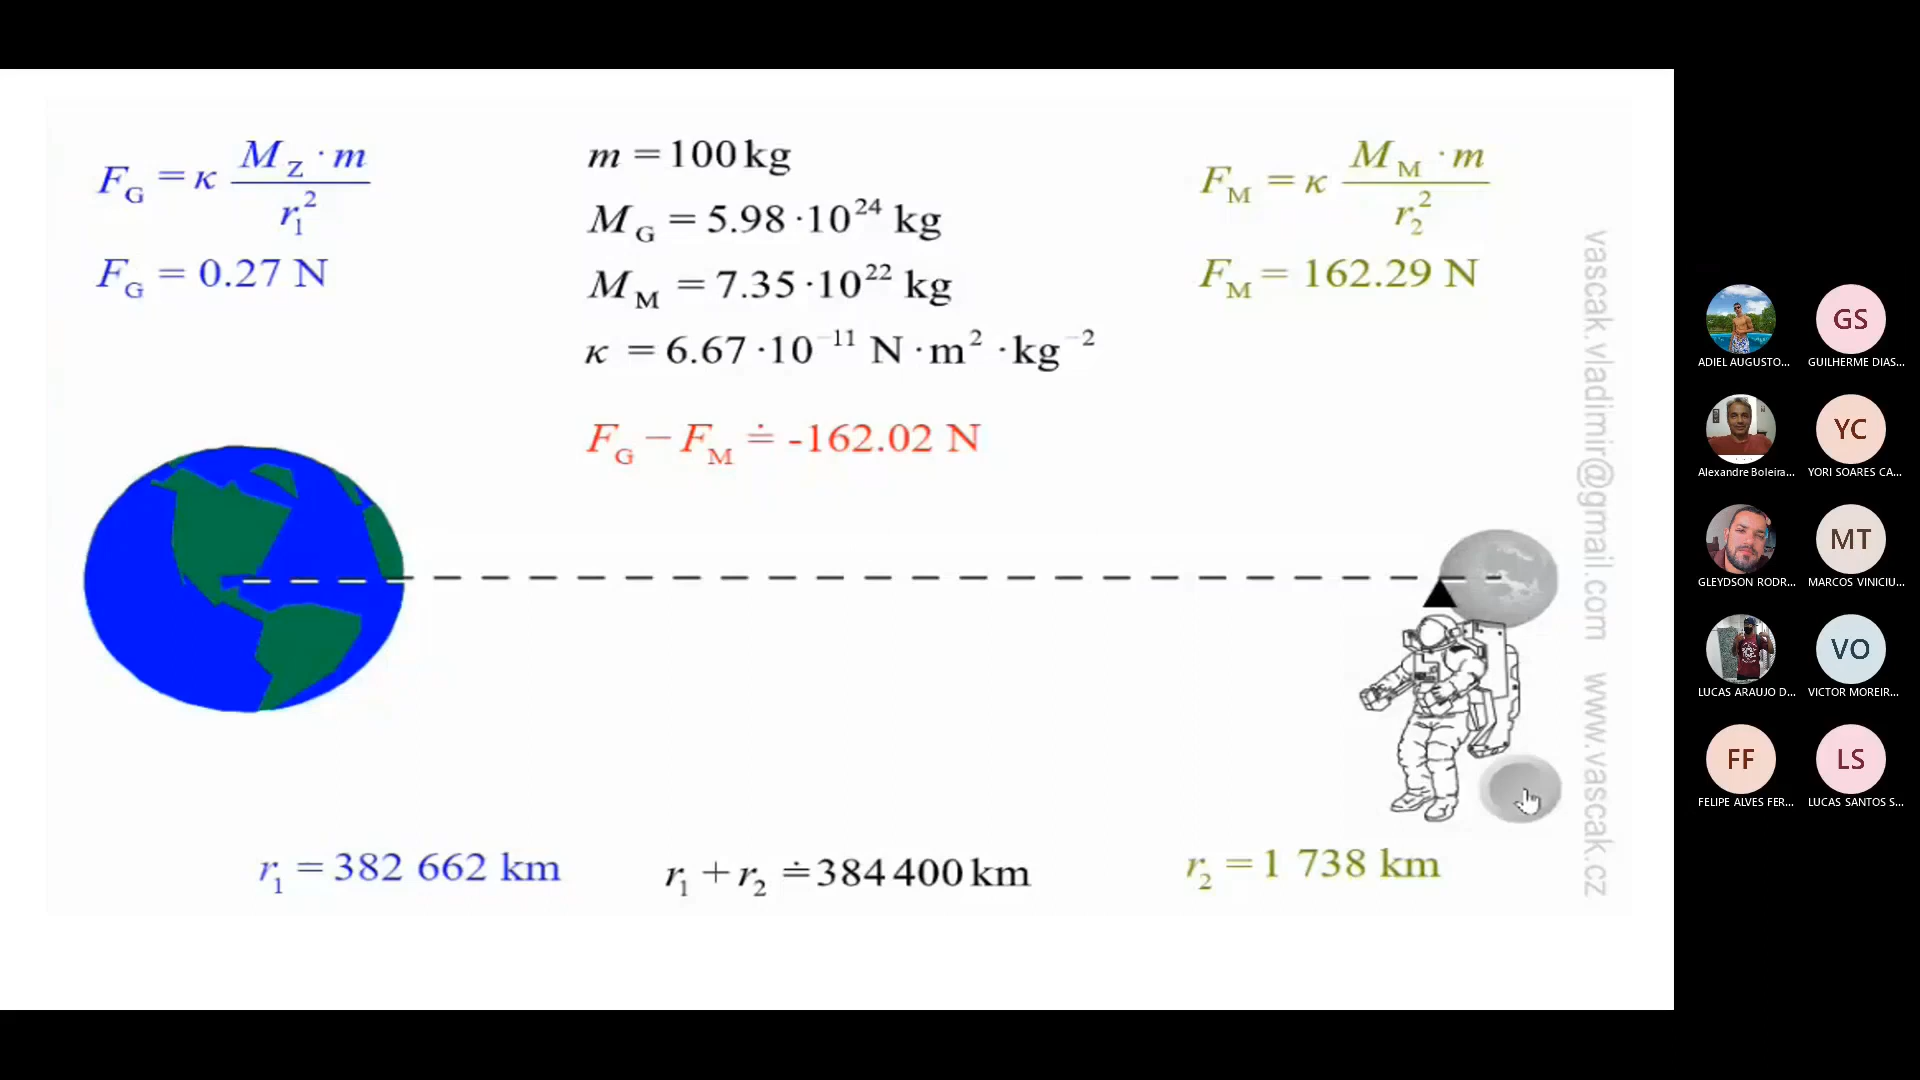 F_G = κ M_Z · m / r_1^2
F_G = 0.27 N
m = 100 kg
M_G = 5.98 · 10^24 kg
M_M = 7.35 · 10^22 kg
κ = 6.67 · 10^-11 N · m^2 · kg^-2
F_G − F_M ≐ -162.02 N
F_M = κ M_M · m / r_2^2
F_M = 162.29 N
vascak.vladimir@gmail.com www.vascak.cz
r_1 = 382 662 km
r_1 + r_2 ≐ 384 400 km
r_2 = 1 738 km
ADIEL AUGUSTO...
GS
GUILHERME DIAS...
Alexandre Boleira...
YC
YORI SOARES CA...
GLEYDSON RODR...
MT
MARCOS VINICIU...
LUCAS ARAUJO D...
VO
VICTOR MOREIR...
FF
FELIPE ALVES FER...
LS
LUCAS SANTOS S...